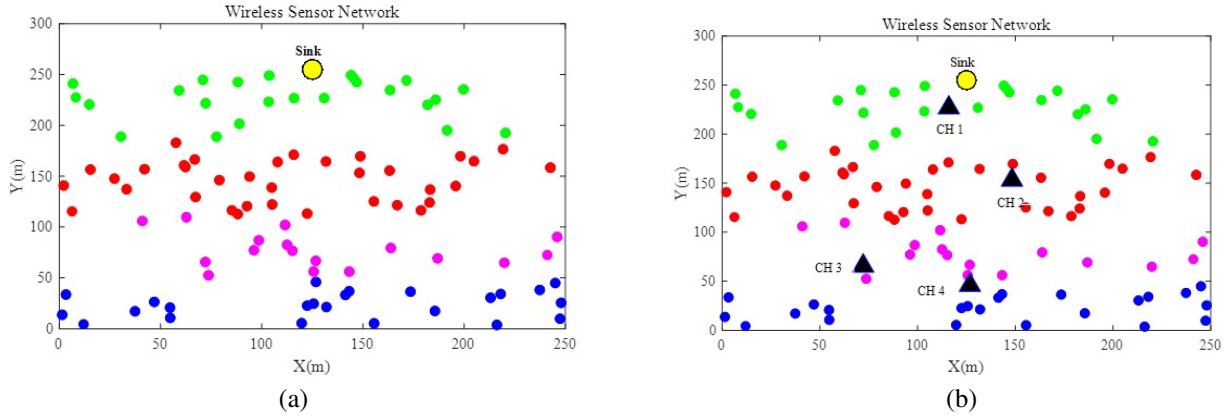 Wireless Sensor Network
300
250
200
150
100
50
0
Y(m)
Sink
0 50 100 150 200 250
X(m)
(a)
Wireless Sensor Network
300
250
200
150
100
50
0
Y(m)
Sink
CH 1
CH 2
CH 3
CH 4
0 50 100 150 200 250
X(m)
(b)